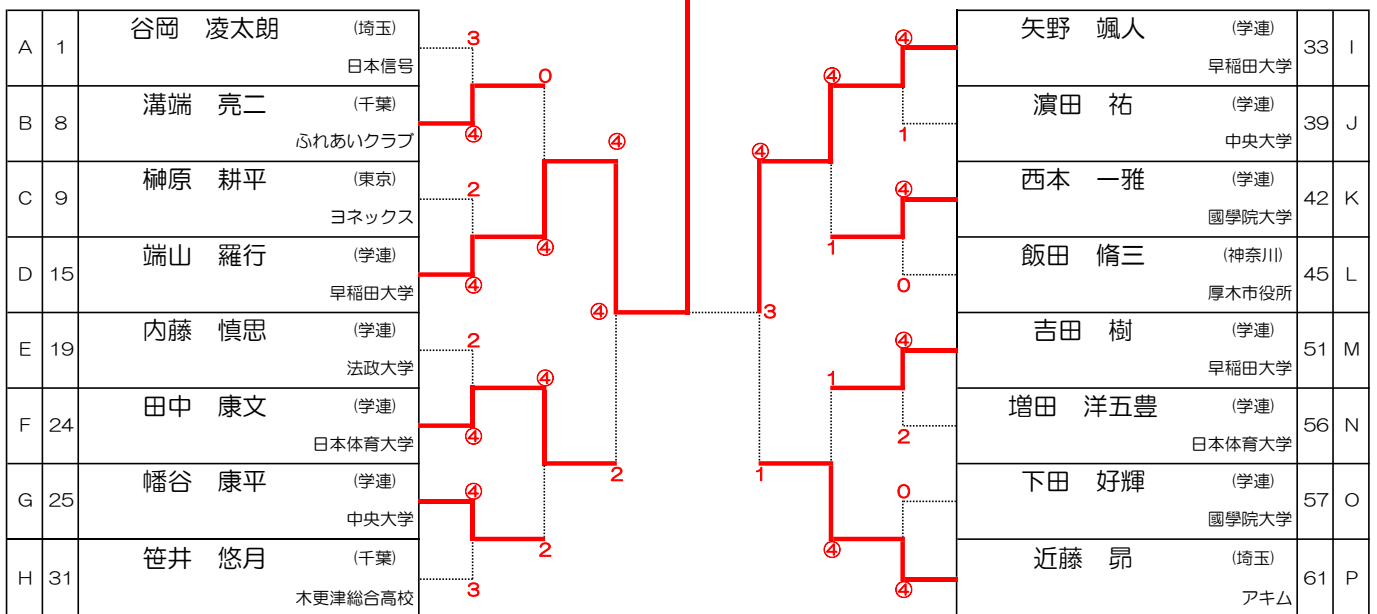 A 1 谷岡 凌太朗 (埼玉)
日本信号
B 8 溝端 亮二 (千葉)
ふれあいクラブ
C 9 榊原 耕平 (東京)
ヨネックス
D 15 端山 羅行 (学連)
早稲田大学
E 19 内藤 慎思 (学連)
法政大学
F 24 田中 康文 (学連)
日本体育大学
G 25 幡谷 康平 (学連)
中央大学
H 31 笹井 悠月 (千葉)
木更津総合高校
3
0
④
④
2
④
④
④
2
④
④
④
2
④
2
3
④
④
1
④
④
1
0
3
④
1
2
1
0
④
④
矢野 颯人 (学連) 33 I
早稲田大学
濵田 祐 (学連) 39 J
中央大学
西本 一雅 (学連) 42 K
國學院大学
飯田 脩三 (神奈川) 45 L
厚木市役所
吉田 樹 (学連) 51 M
早稲田大学
増田 洋五豊 (学連) 56 N
日本体育大学
下田 好輝 (学連) 57 O
國學院大学
近藤 昴 (埼玉) 61 P
アキム